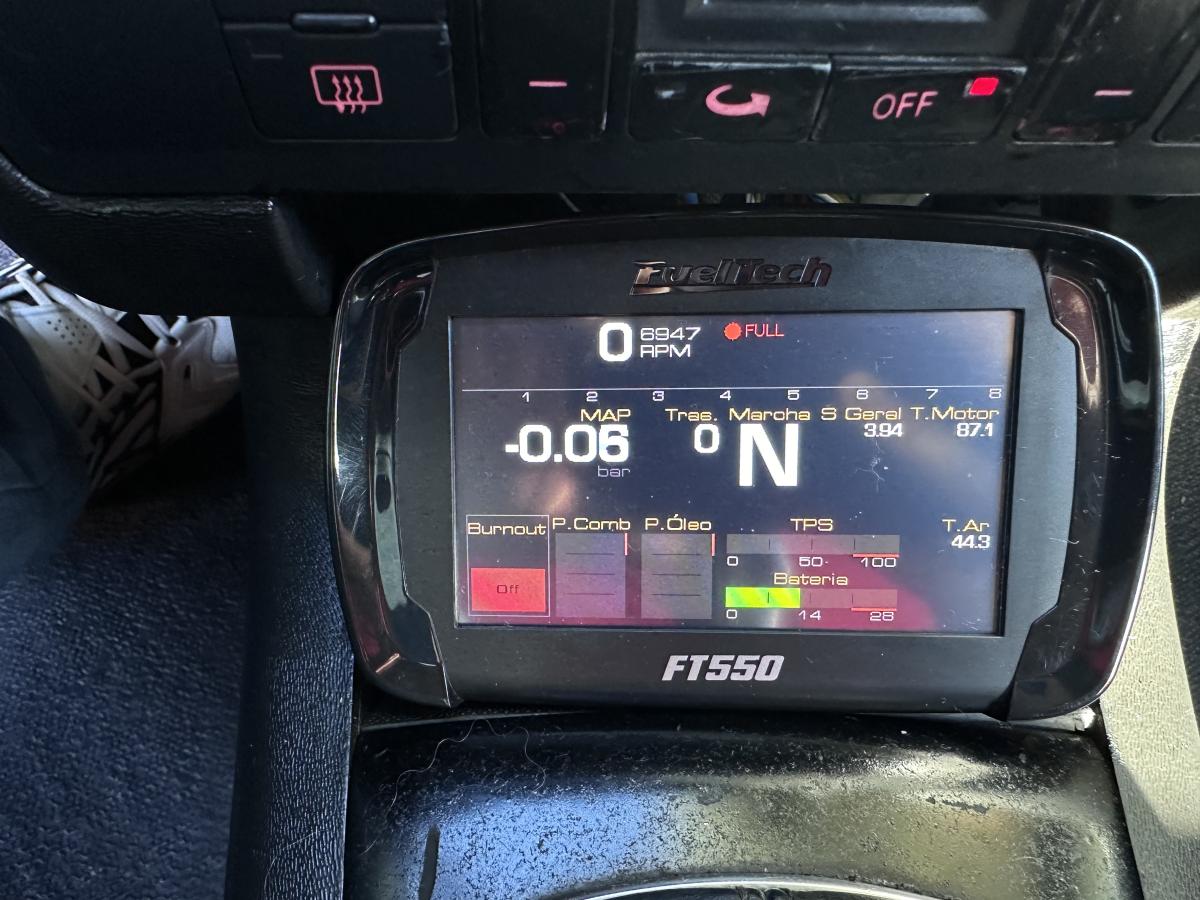 OFF
FuelTech
0 6947 RPM
FULL
1 2 3 4 5 6 7 8
MAP Tras. Marcha S Geral T.Motor
-0.06 0 N 3.94 87.1
bar
Burnout P.Comb P.Óleo TPS T.Ar
44.3
0 50 100
Bateria
Off
0 14 28
FT550